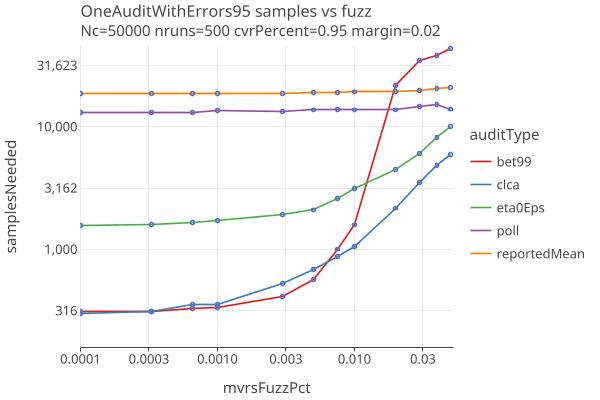 OneAuditWithErrors95 samples vs fuzz
Nc=50000 nruns=500 cvrPercent=0.95 margin=0.02
31,623
10,000
3,162
1,000
316
samplesNeeded
0.0001
0.0003
0.0010
0.003
0.010
0.03
mvrsFuzzPct
auditType
bet99
clca
eta0Eps
poll
reportedMean